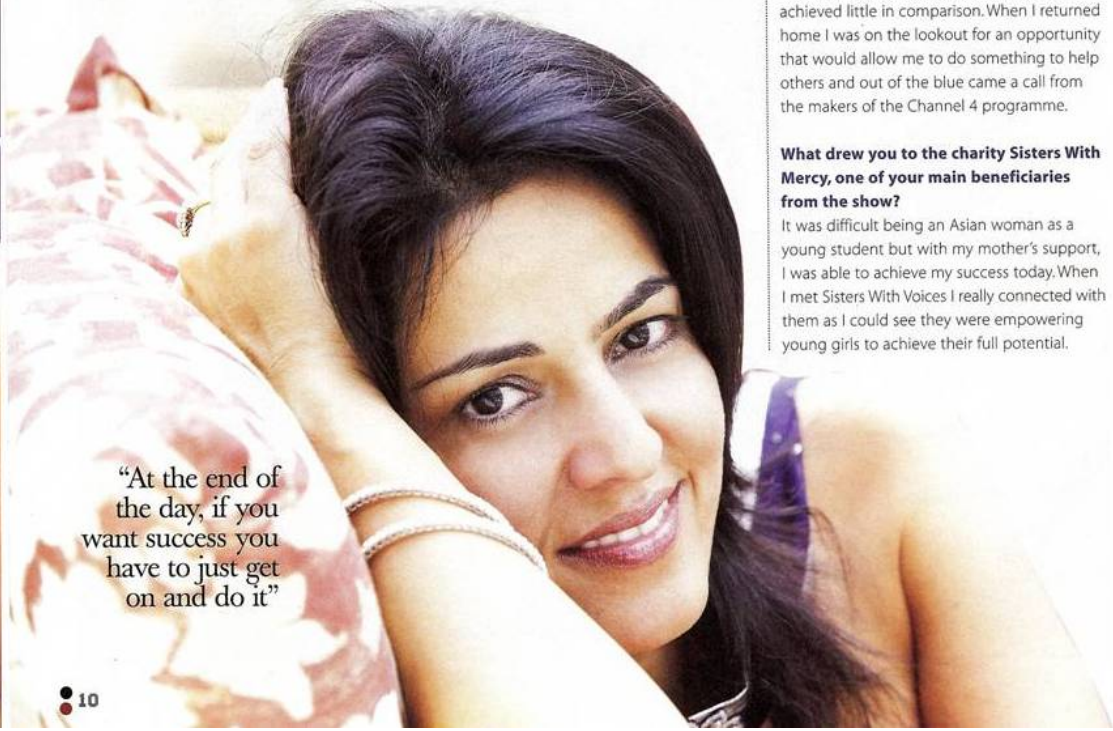 achieved little in comparison. When I returned
home I was on the lookout for an opportunity
that would allow me to do something to help
others and out of the blue came a call from
the makers of the Channel 4 programme.
What drew you to the charity Sisters With
Mercy, one of your main beneficiaries
from the show?
It was difficult being an Asian woman as a
young student but with my mother's support,
I was able to achieve my success today. When
I met Sisters With Voices I really connected with
them as I could see they were empowering
young girls to achieve their full potential.
“At the end of
the day, if you
want success you
have to just get
on and do it”
10